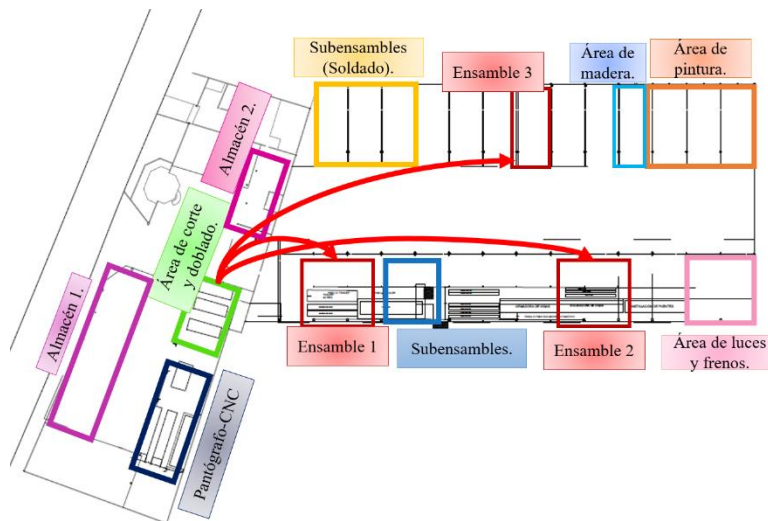 Subensambles
(Soldado).
Ensamble 3
Área de
madera.
Área de
pintura.
Almacén 2.
Área de corte
y doblado.
Almacén 1.
Pantógrafo-CNC
Ensamble 1
Subensambles.
Ensamble 2
Área de luces
y frenos.